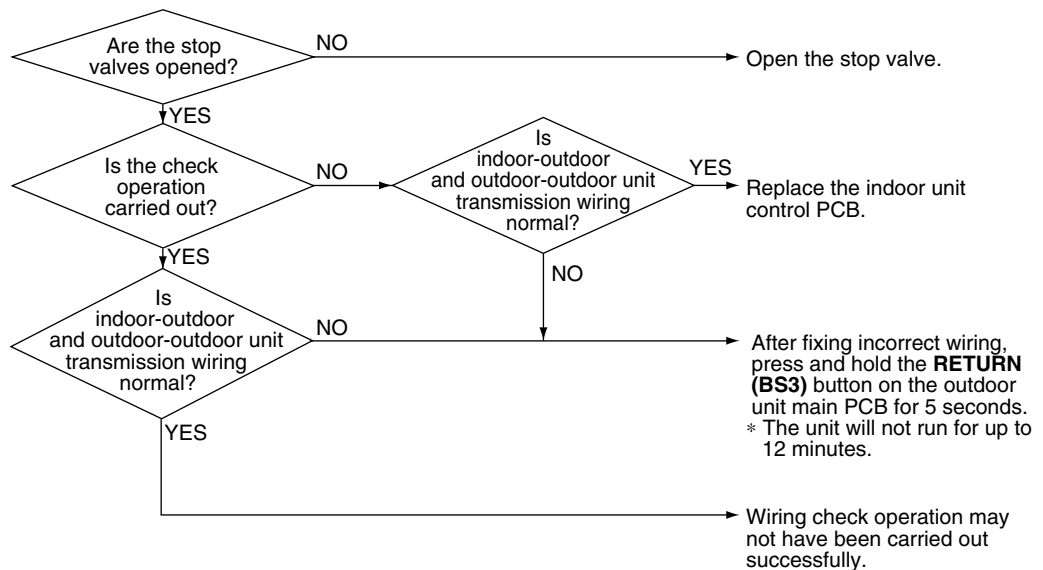 Are the stop
valves opened?
NO
Open the stop valve.
YES
Is the check
operation
carried out?
NO
Is
indoor-outdoor
and outdoor-outdoor unit
transmission wiring
normal?
YES
Replace the indoor unit
control PCB.
YES
NO
Is
indoor-outdoor
and outdoor-outdoor unit
transmission wiring
normal?
NO
After fixing incorrect wiring,
press and hold the RETURN
(BS3) button on the outdoor
unit main PCB for 5 seconds.
* The unit will not run for up to
12 minutes.
YES
Wiring check operation may
not have been carried out
successfully.